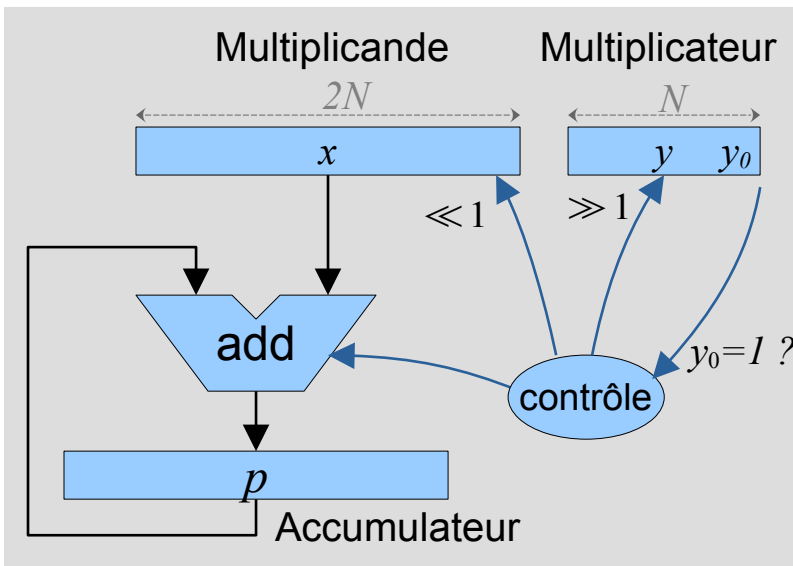 Multiplicande Multiplicateur
2N N
x y y₀
≪1 ≫1
add y₀=1 ?
contrôle
p
Accumulateur